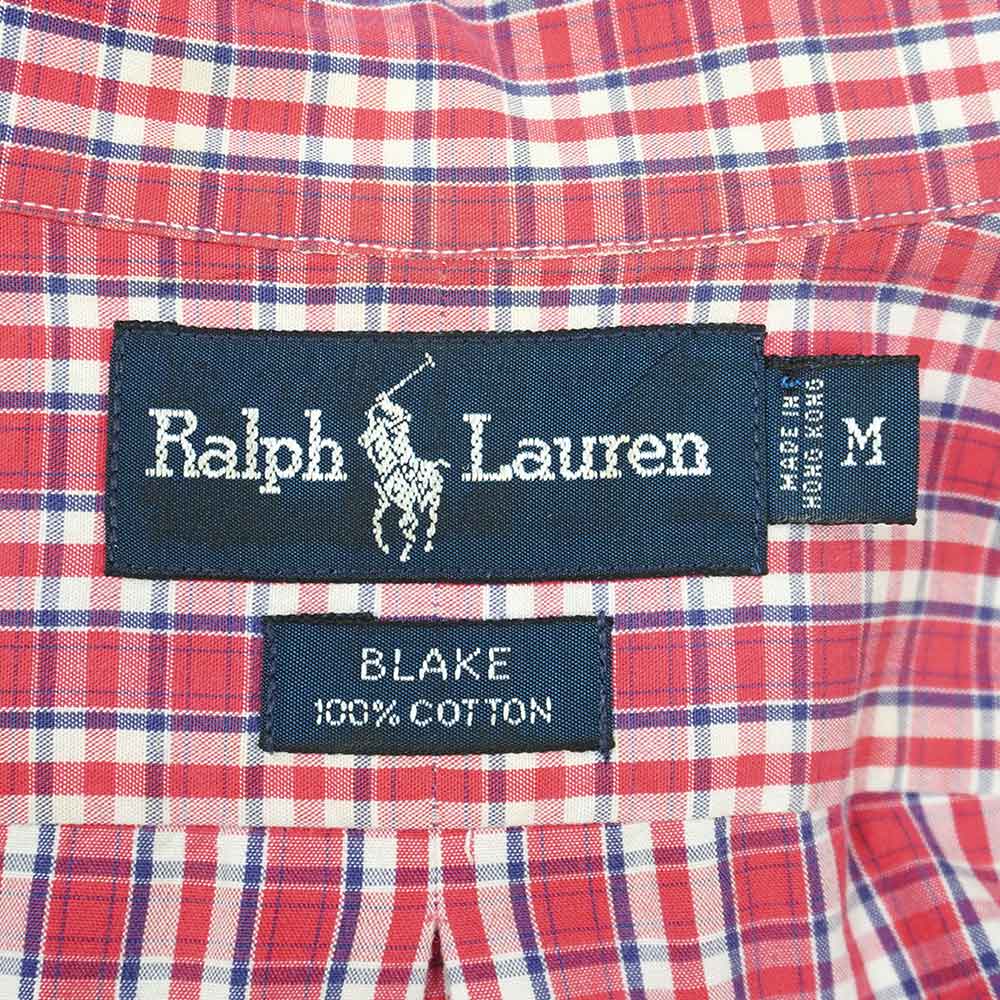 Ralph Lauren
MADE IN
HONG KONG
M
BLAKE
100% COTTON